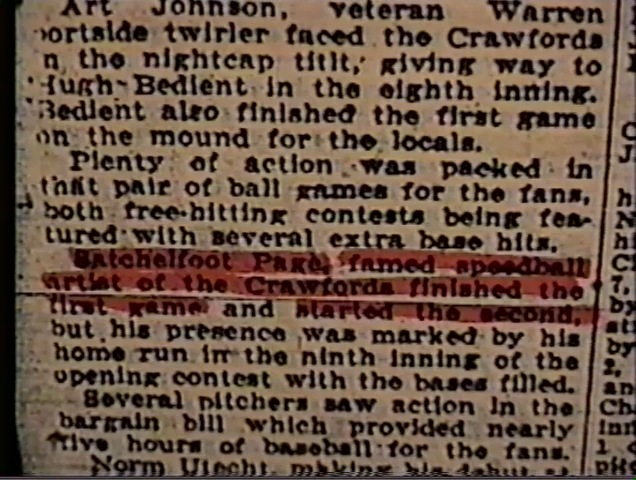 Art Johnson, veteran Warren
portside twirler faced the Crawfords
n the nightcap titlt, giving way to
Hugh Bedient in the eighth inning.
Bedient also finished the first game
on the mound for the locals.
Plenty of action was packed in
that pair of ball games for the fans,
both free-hitting contests being fea-
tured with several extra base hits.
Satchelfoot Page, famed speedball
artist of the Crawfords finished the
first game and started the second,
but his presence was marked by his
home run in the ninth inning of the
opening contest with the bases filled.
Several pitchers saw action in the
bargain bill which provided nearly
five hours of baseball for the fans.
Norm Utecht, making his debut